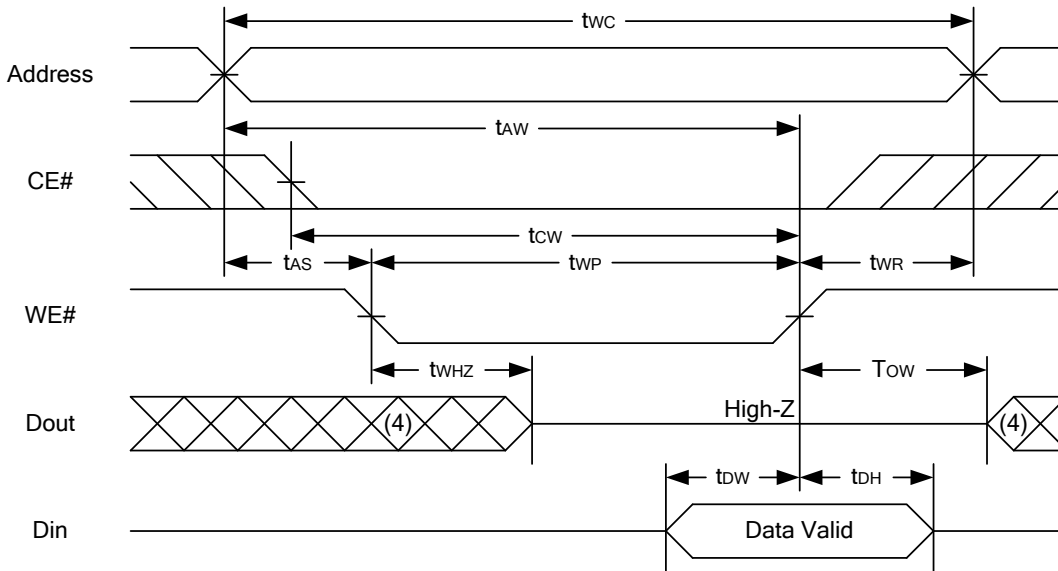 tWC
Address
tAW
CE#
tCW
tAS tWP tWR
WE#
tWHZ TOW
High-Z
Dout (4) (4)
tDW tDH
Din Data Valid